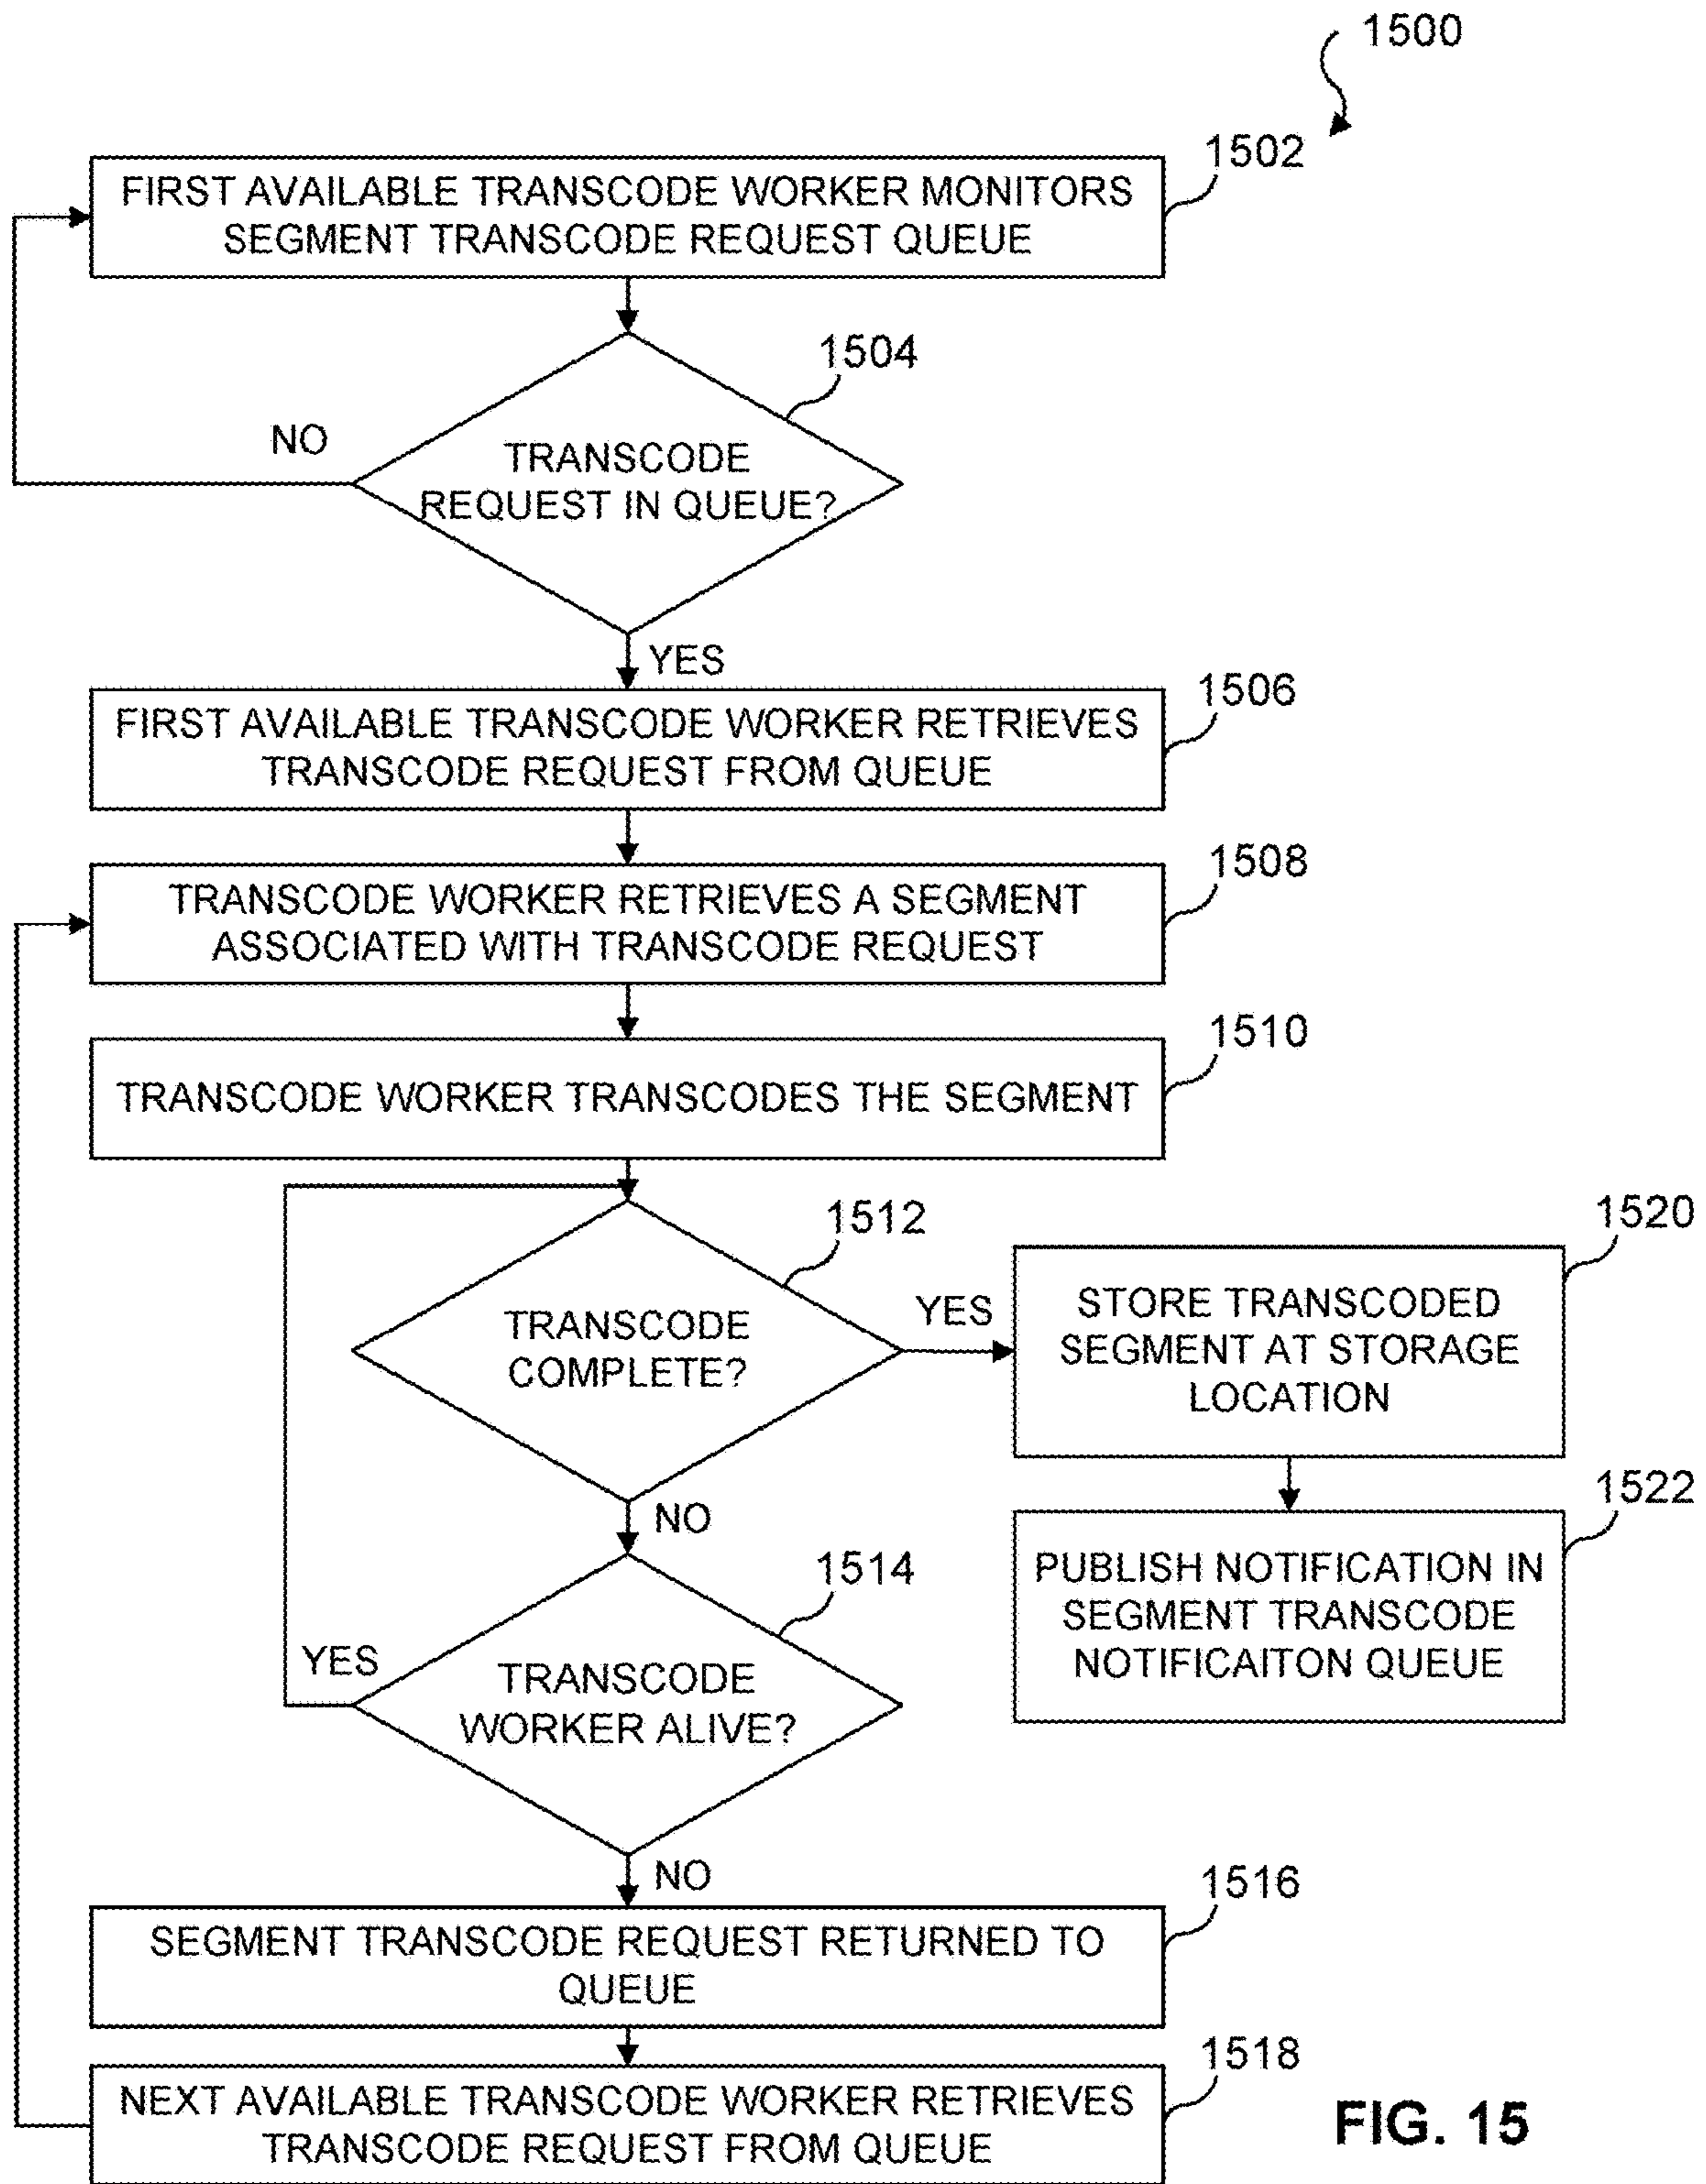 1500
1502
FIRST AVAILABLE TRANSCODE WORKER MONITORS
SEGMENT TRANSCODE REQUEST QUEUE
1504
NO
TRANSCODE
REQUEST IN QUEUE?
YES
1506
FIRST AVAILABLE TRANSCODE WORKER RETRIEVES
TRANSCODE REQUEST FROM QUEUE
1508
TRANSCODE WORKER RETRIEVES A SEGMENT
ASSOCIATED WITH TRANSCODE REQUEST
1510
TRANSCODE WORKER TRANSCODES THE SEGMENT
1512
TRANSCODE
COMPLETE?
YES
1520
STORE TRANSCODED
SEGMENT AT STORAGE
LOCATION
NO
1522
PUBLISH NOTIFICATION IN
SEGMENT TRANSCODE
NOTIFICAITON QUEUE
1514
YES
TRANSCODE
WORKER ALIVE?
NO
1516
SEGMENT TRANSCODE REQUEST RETURNED TO
QUEUE
1518
NEXT AVAILABLE TRANSCODE WORKER RETRIEVES
TRANSCODE REQUEST FROM QUEUE
FIG. 15